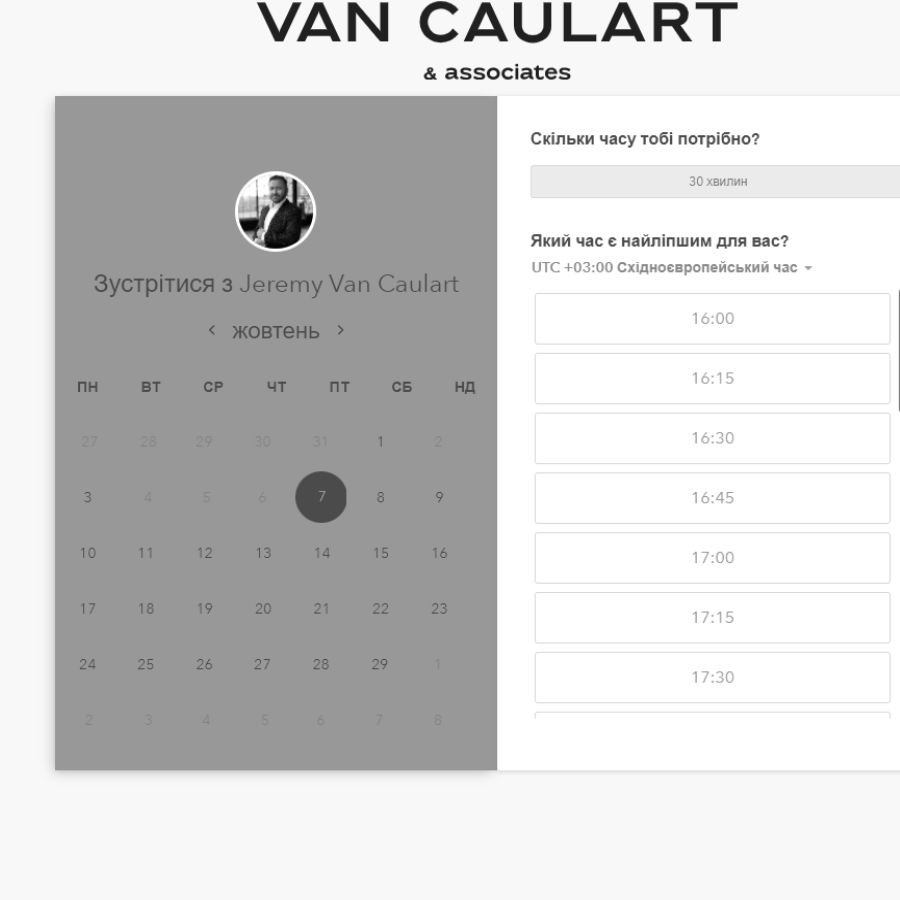 VAN CAULART
& associates
Зустрітися з Jeremy Van Caulart
жовтень
ПН ВТ СР ЧТ ПТ СБ НД
27 28 29 30 31 1 2
3 4 5 6 7 8 9
10 11 12 13 14 15 16
17 18 19 20 21 22 23
24 25 26 27 28 29 1
2 3 4 5 6 7 8
Скільки часу тобі потрібно?
30 хвилин
Який час є найліпшим для вас?
UTC +03:00 Східноєвропейський час
16:00
16:15
16:30
16:45
17:00
17:15
17:30